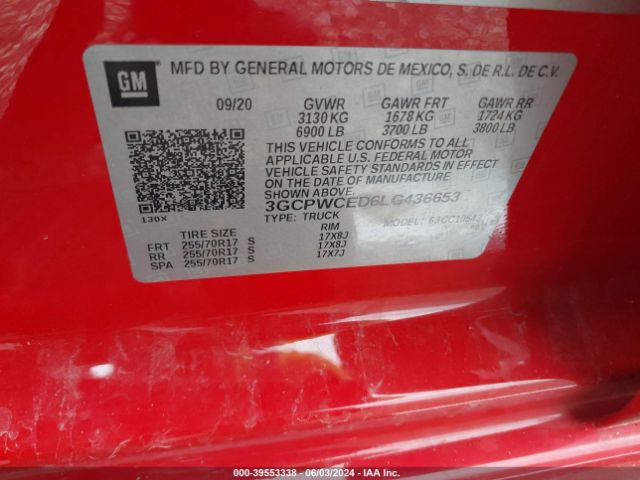 GM
MFD BY GENERAL MOTORS DE MEXICO, S. DE R.L. DE C.V.
09/20 GVWR GAWR FRT GAWR RR
3130 KG 1678 KG 1724 KG
6900 LB 3700 LB 3800 LB
THIS VEHICLE CONFORMS TO ALL
APPLICABLE U.S. FEDERAL MOTOR
VEHICLE SAFETY STANDARDS IN EFFECT
ON THE DATE OF MANUFACTURE
SHOWN ABOVE.
3GCPWCED6LG436653
130X
TYPE: TRUCK MODEL:
TIRE SIZE RIM
FRT 255/70R17 S 17X8J
RR 255/70R17 S 17X8J
SPA 255/70R17 S 17X7J
000-39553338 - 06/03/2024 - IAA Inc.